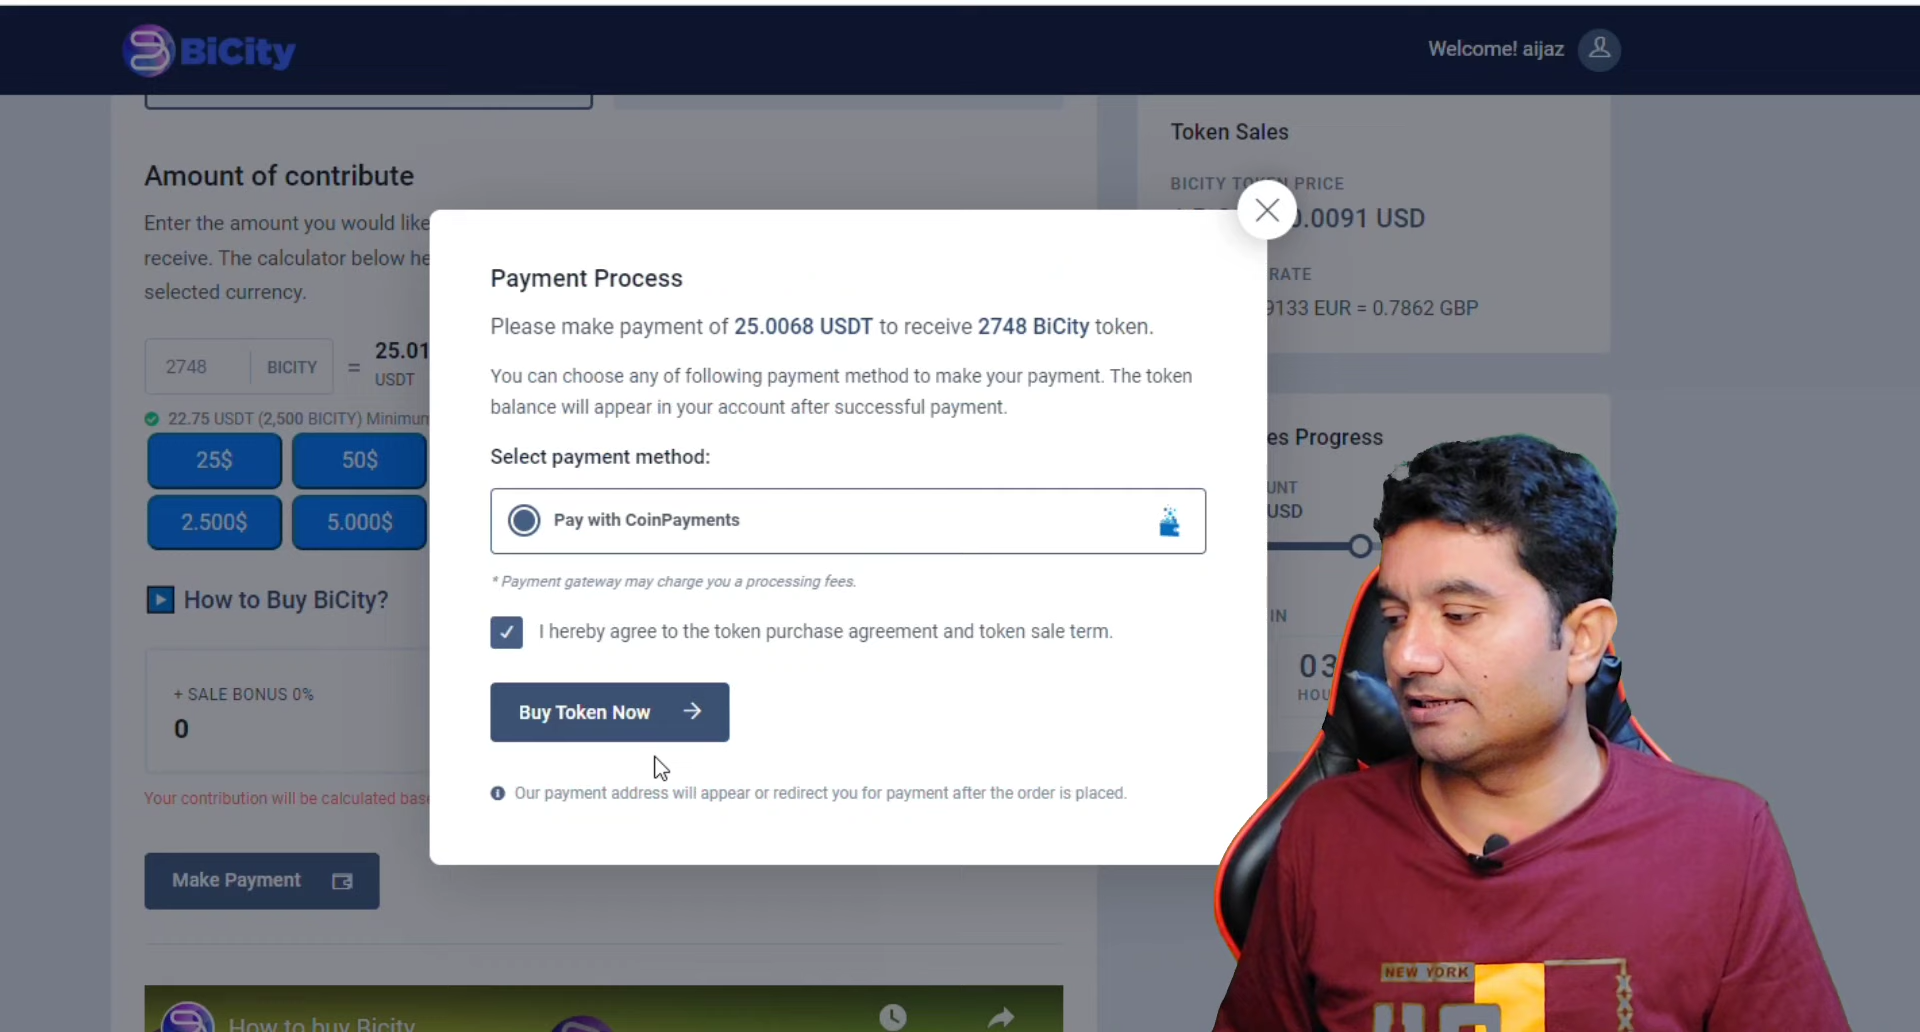 BiCity
Welcome! aijaz
Token Sales
Amount of contribute
BICITY TOKEN PRICE
0.0091 USD
Enter the amount you would like
receive. The calculator below he
selected currency.
RATE
9133 EUR = 0.7862 GBP
Payment Process
Please make payment of 25.0068 USDT to receive 2748 BiCity token.
You can choose any of following payment method to make your payment. The token
balance will appear in your account after successful payment.
2748 BICITY = 25.01
USDT
22.75 USDT (2,500 BICITY) Minimum
25$ 50$
2.500$ 5.000$
Select payment method:
Pay with CoinPayments
* Payment gateway may charge you a processing fees.
I hereby agree to the token purchase agreement and token sale term.
Buy Token Now
Our payment address will appear or redirect you for payment after the order is placed.
es Progress
UNT
USD
IN
03
HOU
How to Buy BiCity?
+ SALE BONUS 0%
0
Your contribution will be calculated base
Make Payment
How to buy Bicity
NEW YORK